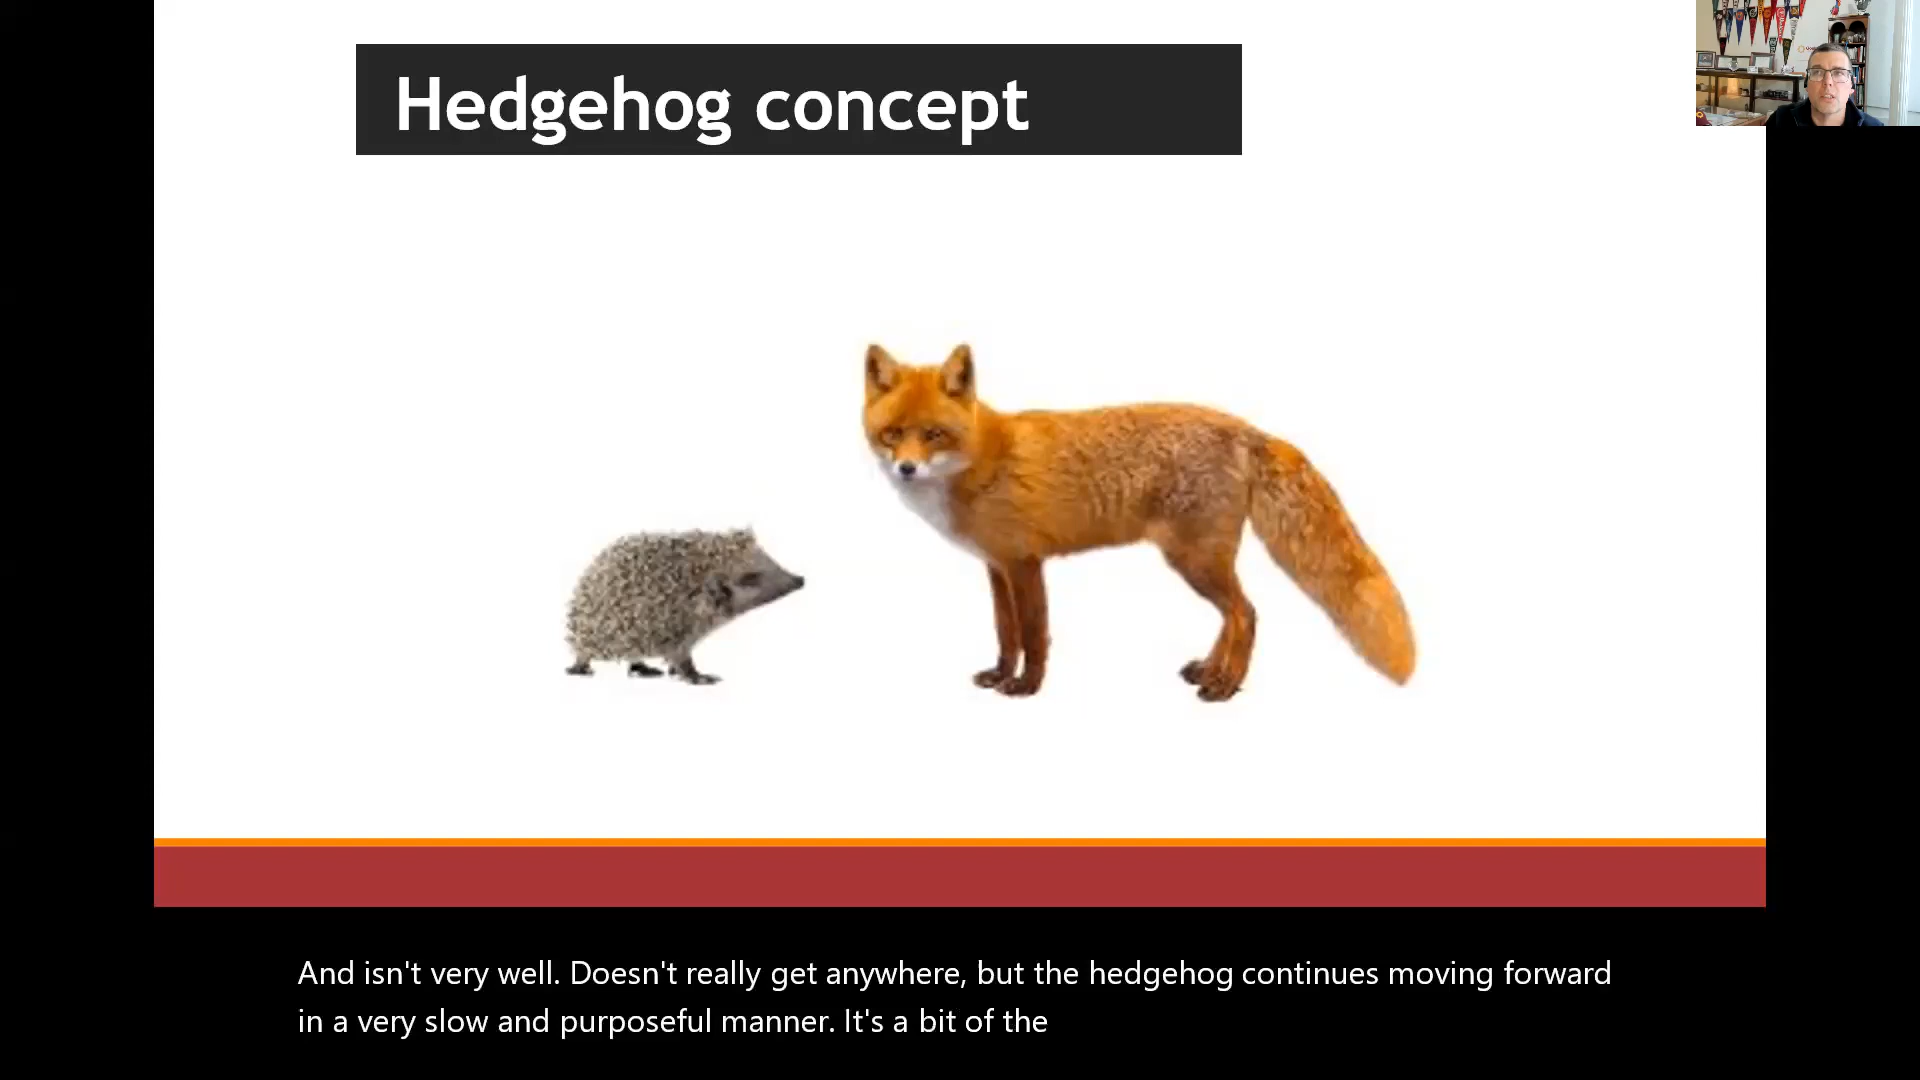 Hedgehog concept
And isn't very well. Doesn't really get anywhere, but the hedgehog continues moving forward
in a very slow and purposeful manner. It's a bit of the